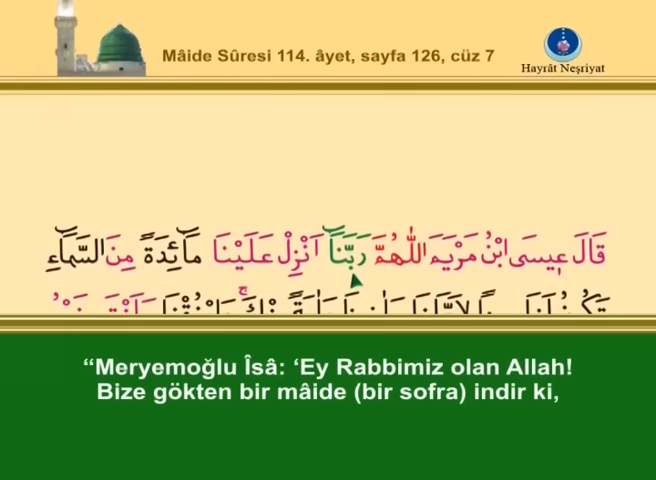 Mâide Sûresi 114. âyet, sayfa 126, cüz 7
Hayrât Neşriyat
قَالَ عٖيسَى ابْنُ مَرْيَمَ اللّٰهُمَّ رَبَّنَٓا اَنْزِلْ عَلَيْنَا مَٓائِدَةً مِنَ السَّمَٓاءِ
“Meryemoğlu Îsâ: ‘Ey Rabbimiz olan Allah!
Bize gökten bir mâide (bir sofra) indir ki,